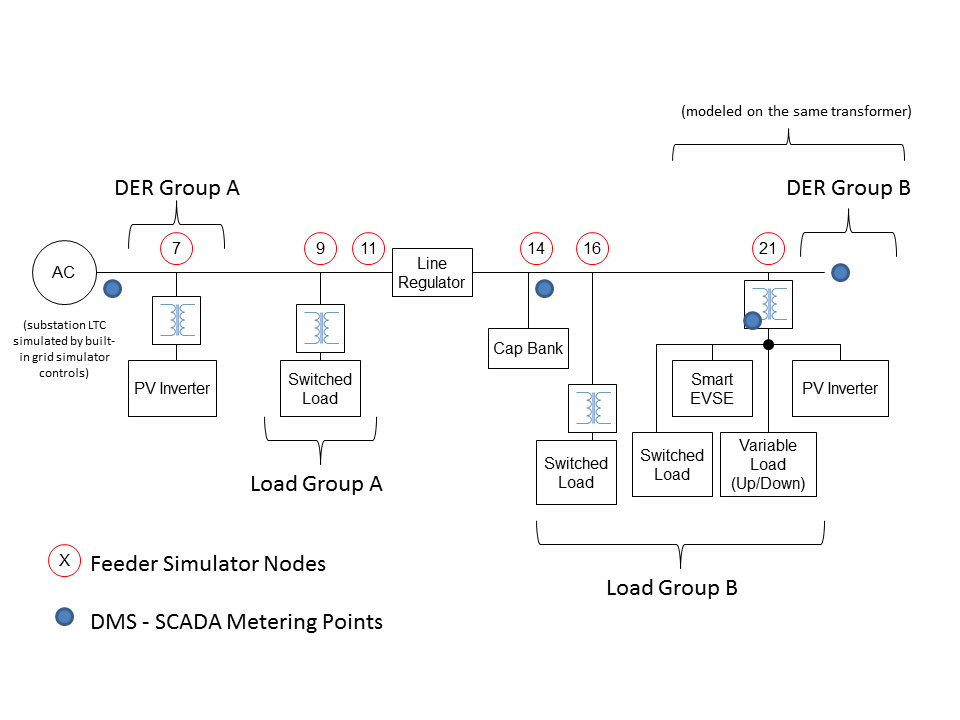 (modeled on the same transformer)
DER Group A
DER Group B
7
9
11
14
16
21
AC
Line
Regulator
(substation LTC
simulated by built-
in grid simulator
controls)
Cap Bank
PV Inverter
Switched
Load
Smart
EVSE
PV Inverter
Switched
Load
Switched
Load
Variable
Load
(Up/Down)
Load Group A
Load Group B
X
Feeder Simulator Nodes
DMS - SCADA Metering Points